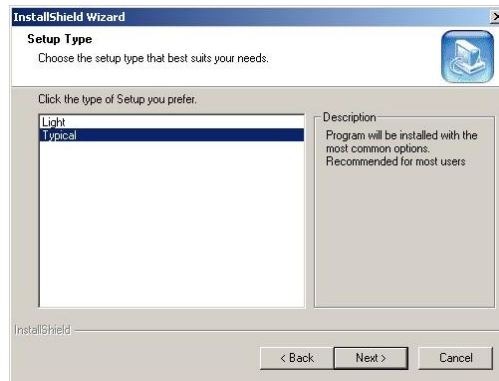 InstallShield Wizard
Setup Type
Choose the setup type that best suits your needs.
Click the type of Setup you prefer.
Light
Typical
Description
Program will be installed with the
most common options.
Recommended for most users
InstallShield
< Back
Next >
Cancel